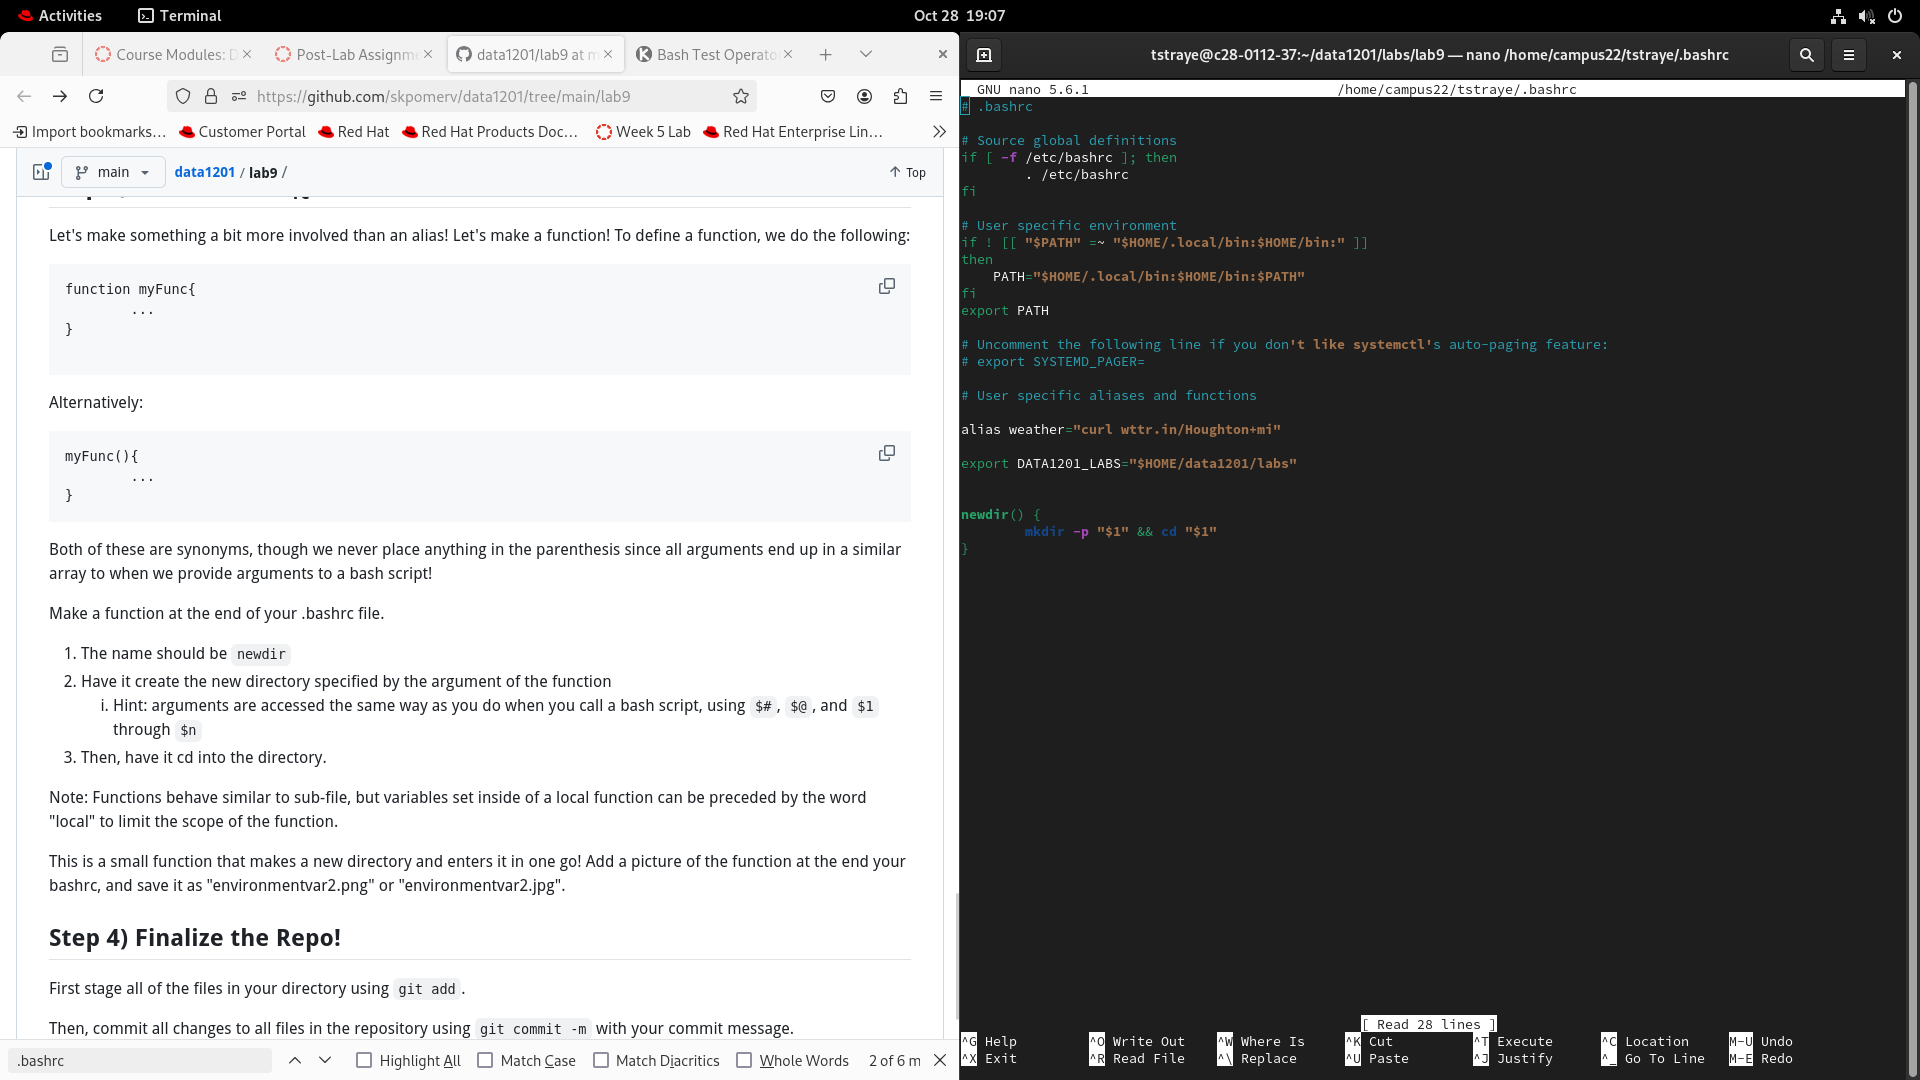 Activities
Terminal
Oct 28 19:07
Course Modules: D
Post-Lab Assignm
data1201/lab9 at m
Bash Test Operato
https://github.com/skpomerv/data1201/tree/main/lab9
Import bookmarks…
Customer Portal
Red Hat
Red Hat Products Doc…
Week 5 Lab
Red Hat Enterprise Lin…
main
data1201 / lab9 /
Top
Let's make something a bit more involved than an alias! Let's make a function! To define a function, we do the following:
function myFunc{
...
}
Alternatively:
myFunc(){
...
}
Both of these are synonyms, though we never place anything in the parenthesis since all arguments end up in a similar
array to when we provide arguments to a bash script!
Make a function at the end of your .bashrc file.
1. The name should be newdir
2. Have it create the new directory specified by the argument of the function
i. Hint: arguments are accessed the same way as you do when you call a bash script, using $#, $@, and $1
through $n
3. Then, have it cd into the directory.
Note: Functions behave similar to sub-file, but variables set inside of a local function can be preceded by the word
"local" to limit the scope of the function.
This is a small function that makes a new directory and enters it in one go! Add a picture of the function at the end your
bashrc, and save it as "environmentvar2.png" or "environmentvar2.jpg".
Step 4) Finalize the Repo!
First stage all of the files in your directory using git add.
Then, commit all changes to all files in the repository using git commit -m with your commit message.
.bashrc
Highlight All
Match Case
Match Diacritics
Whole Words
2 of 6 m
tstraye@c28-0112-37:~/data1201/labs/lab9 — nano /home/campus22/tstraye/.bashrc
GNU nano 5.6.1
/home/campus22/tstraye/.bashrc
# .bashrc
# Source global definitions
if [ -f /etc/bashrc ]; then
. /etc/bashrc
fi
# User specific environment
if ! [[ "$PATH" =~ "$HOME/.local/bin:$HOME/bin:" ]]
then
PATH="$HOME/.local/bin:$HOME/bin:$PATH"
fi
export PATH
# Uncomment the following line if you don't like systemctl's auto-paging feature:
# export SYSTEMD_PAGER=
# User specific aliases and functions
alias weather="curl wttr.in/Houghton+mi"
export DATA1201_LABS="$HOME/data1201/labs"
newdir() {
mkdir -p "$1" && cd "$1"
}
[ Read 28 lines ]
^G Help ^O Write Out ^W Where Is ^K Cut ^T Execute ^C Location M-U Undo
^X Exit ^R Read File ^\ Replace ^U Paste ^J Justify ^_ Go To Line M-E Redo